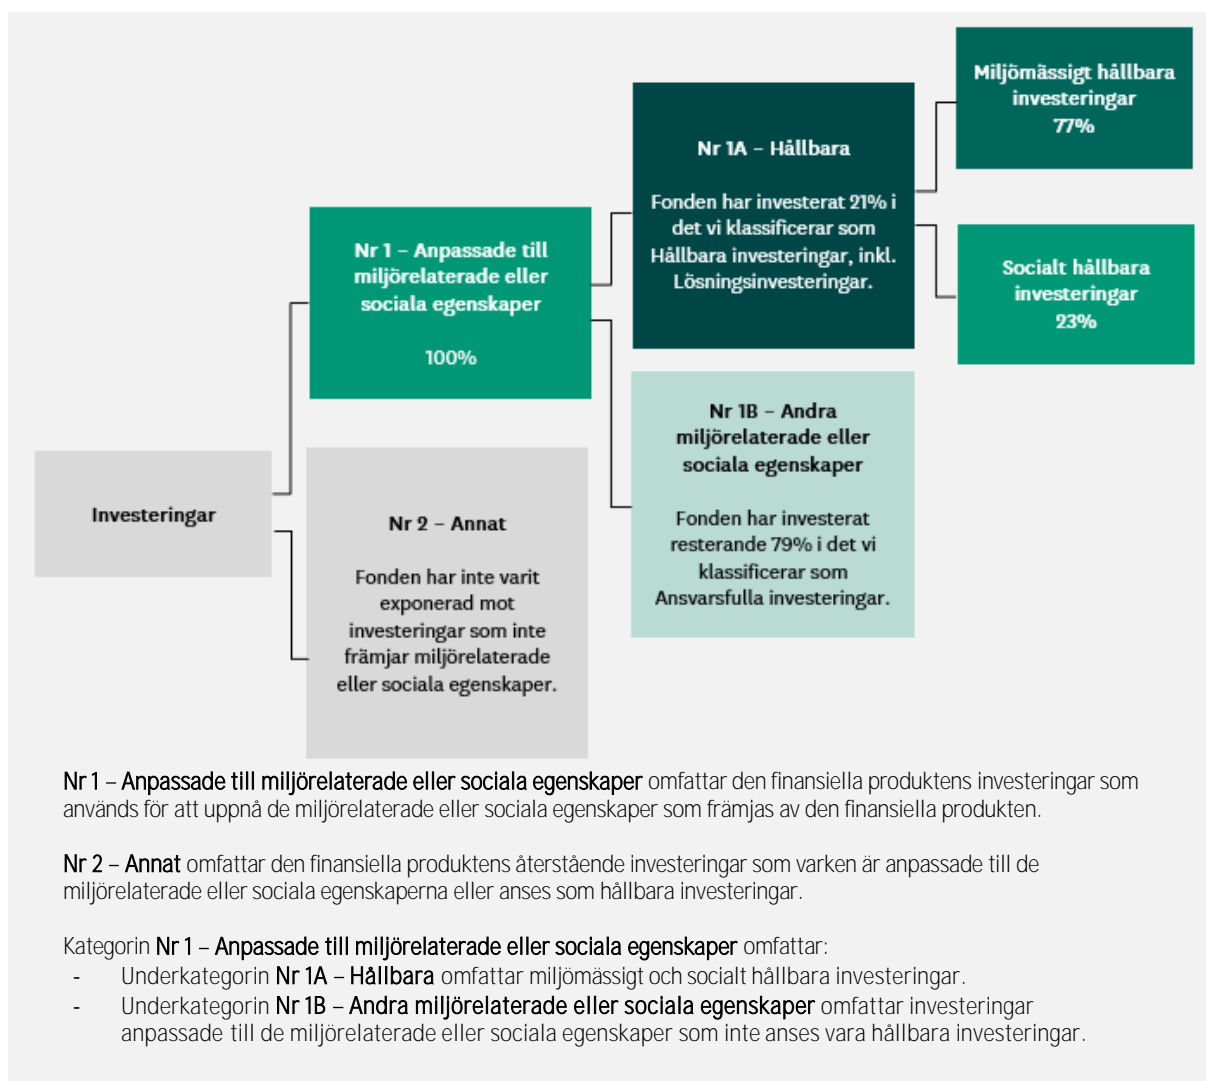 Miljömässigt hållbara
investeringar
77%
Nr 1A – Hållbara
Fonden har investerat 21% i
det vi klassificerar som
Hållbara investeringar, inkl.
Lösningsinvesteringar.
Socialt hållbara
investeringar
23%
Nr 1 – Anpassade till
miljörelaterade eller
sociala egenskaper
100%
Nr 1B – Andra
miljörelaterade eller
sociala egenskaper
Fonden har investerat
resterande 79% i det vi
klassificerar som
Ansvarsfulla investeringar.
Investeringar
Nr 2 – Annat
Fonden har inte varit
exponerad mot
investeringar som inte
främjar miljörelaterade
eller sociala egenskaper.
Nr 1 – Anpassade till miljörelaterade eller sociala egenskaper omfattar den finansiella produktens investeringar som
används för att uppnå de miljörelaterade eller sociala egenskaper som främjas av den finansiella produkten.
Nr 2 – Annat omfattar den finansiella produktens återstående investeringar som varken är anpassade till de
miljörelaterade eller sociala egenskaperna eller anses som hållbara investeringar.
Kategorin Nr 1 – Anpassade till miljörelaterade eller sociala egenskaper omfattar:
- Underkategorin Nr 1A – Hållbara omfattar miljömässigt och socialt hållbara investeringar.
- Underkategorin Nr 1B – Andra miljörelaterade eller sociala egenskaper omfattar investeringar
anpassade till de miljörelaterade eller sociala egenskaper som inte anses vara hållbara investeringar.